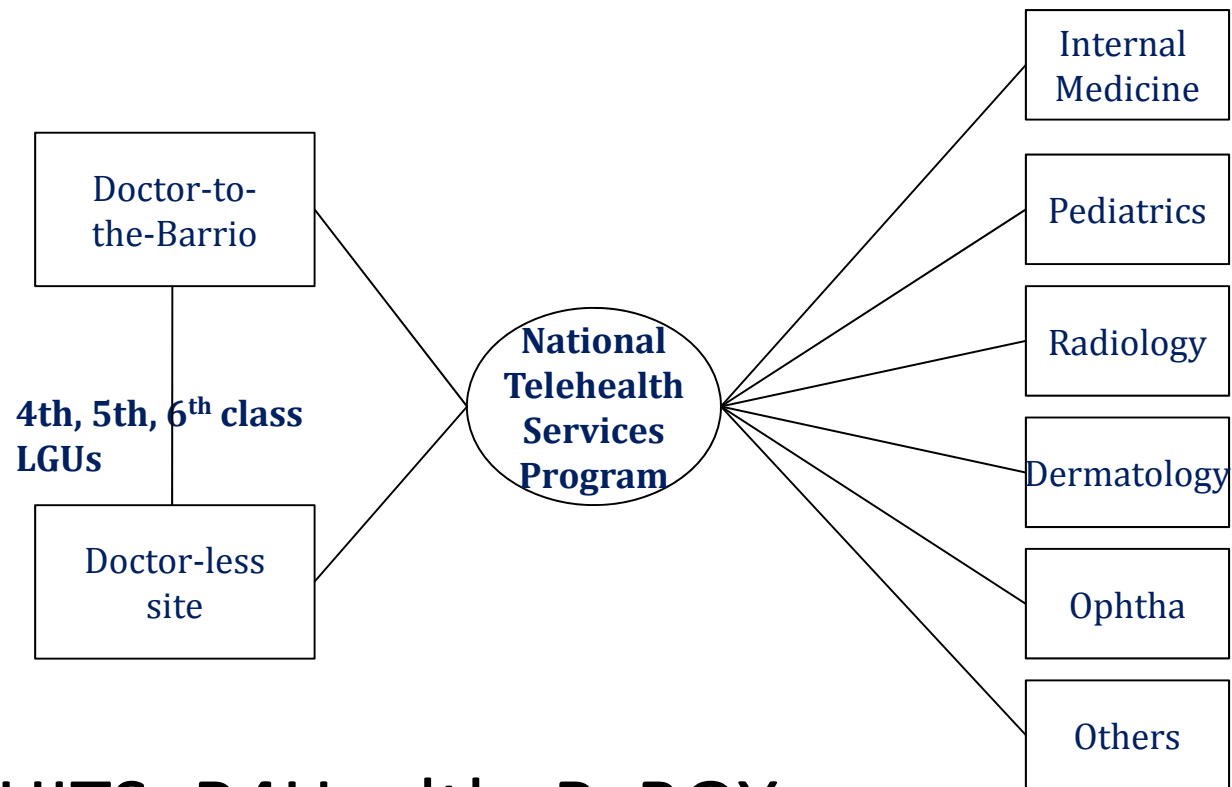 Internal
Medicine
Doctor-to-
the-Barrio
Pediatrics
National
Telehealth
Services
Program
Radiology
4th, 5th, 6th class
LGUs
Dermatology
Doctor-less
site
Ophtha
Others